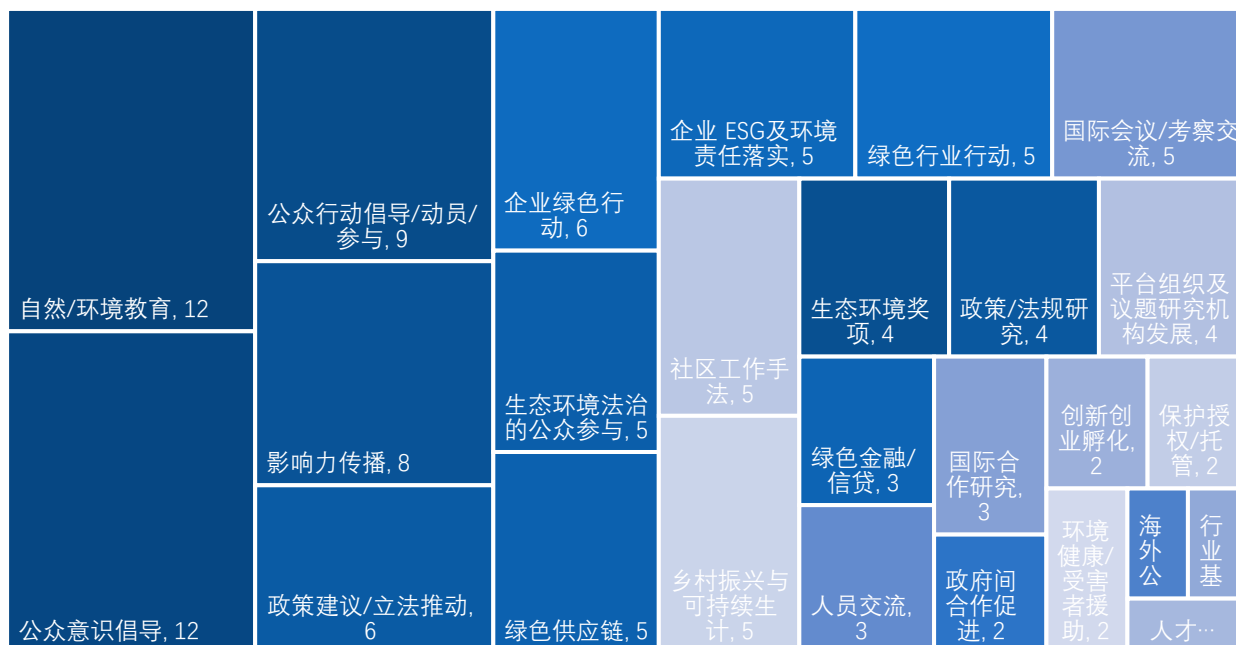 自然/环境教育, 12
公众意识倡导, 12
公众行动倡导/动员/
参与, 9
影响力传播, 8
政策建议/立法推动,
6
企业绿色行
动, 6
生态环境法治
的公众参与, 5
绿色供应链, 5
企业 ESG及环境
责任落实, 5
绿色行业行动, 5
国际会议/考察交
流, 5
社区工作手
法, 5
乡村振兴与
可持续生
计, 5
生态环境奖
项, 4
政策/法规研
究, 4
平台组织及
议题研究机
构发展, 4
绿色金融/
信贷, 3
人员交流,
3
国际合
作研究,
3
政府间
合作促
进, 2
创新创
业孵化,
2
保护授
权/托
管, 2
环境
健康/
受害
者援
助, 2
海
外
公
行
业
基
人才…